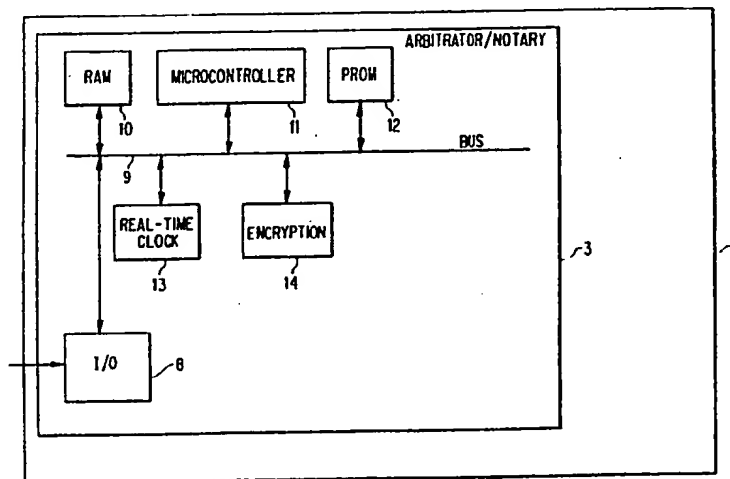 ARBITRATOR/NOTARY
RAM
MICROCONTROLLER
PROM
10
11
12
BUS
9
REAL-TIME
CLOCK
ENCRYPTION
13
14
3
I/O
8